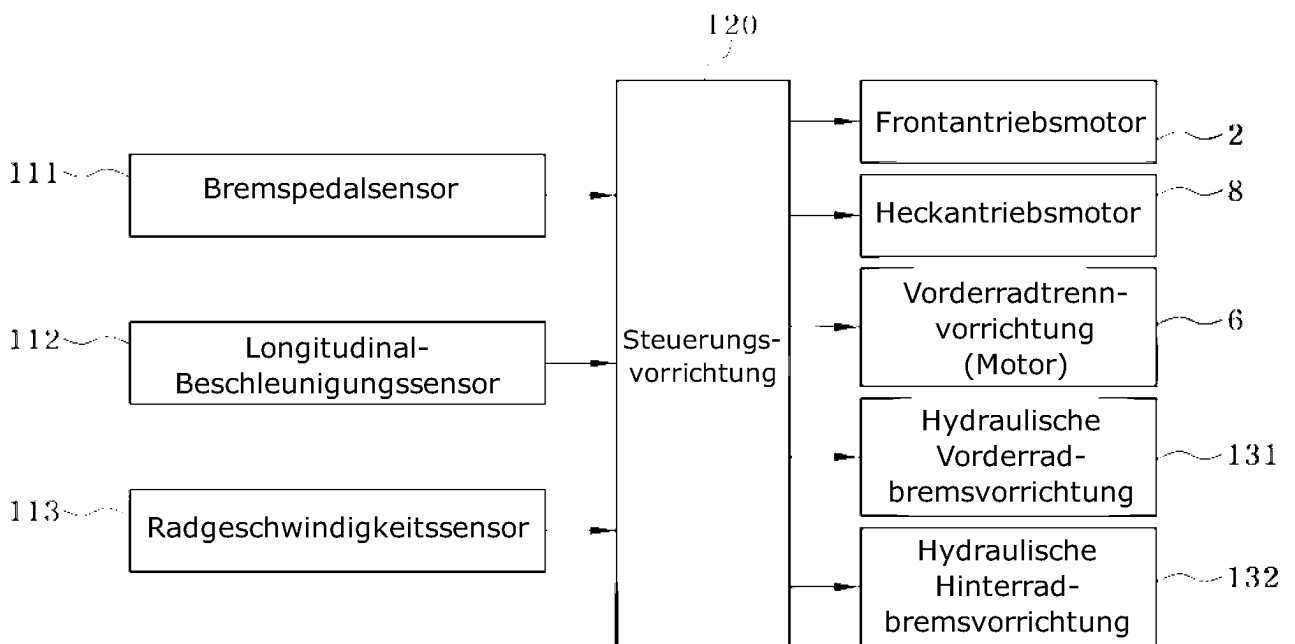 120
111
Bremspedalsensor
112
Longitudinal-
Beschleunigungssensor
113
Radgeschwindigkeitssensor
Steuerungs-
vorrichtung
Frontantriebsmotor
2
Heckantriebsmotor
8
Vorderradtrenn-
vorrichtung
(Motor)
6
Hydraulische
Vorderrad-
bremsvorrichtung
131
Hydraulische
Hinterrad-
bremsvorrichtung
132